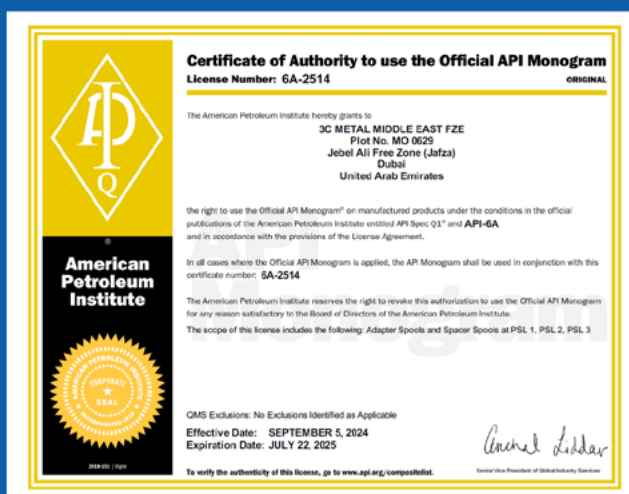 Certificate of Authority to use the Official API Monogram
License Number: 6A-2514
ORIGINAL
The American Petroleum Institute hereby grants to
3C METAL MIDDLE EAST FZE
Plot No. MO 0629
Jebel Ali Free Zone (Jafza)
Dubai
United Arab Emirates
the right to use the Official API Monogram® on manufactured products under the conditions in the official
publications of the American Petroleum Institute entitled API Spec Q1® and API-6A
and in accordance with the provisions of the License Agreement.
In all cases where the Official API Monogram is applied, the API Monogram shall be used in conjunction with this
certificate number: 6A-2514
The American Petroleum Institute reserves the right to revoke this authorization to use the Official API Monogram
for any reason satisfactory to the Board of Directors of the American Petroleum Institute.
The scope of this license includes the following: Adapter Spools and Spacer Spools at PSL 1, PSL 2, PSL 3
QMS Exclusions: No Exclusions Identified as Applicable
Effective Date: SEPTEMBER 5, 2024
Expiration Date: JULY 22, 2025
To verify the authenticity of this license, go to www.api.org/compositelist.
Anchal Liddar
Senior Vice President of Global Industry Services
API
Q
®
American
Petroleum
Institute
AMERICAN PETROLEUM INSTITUTE
CORPORATE
SEAL
2018-151 | Digital
API
Monogram